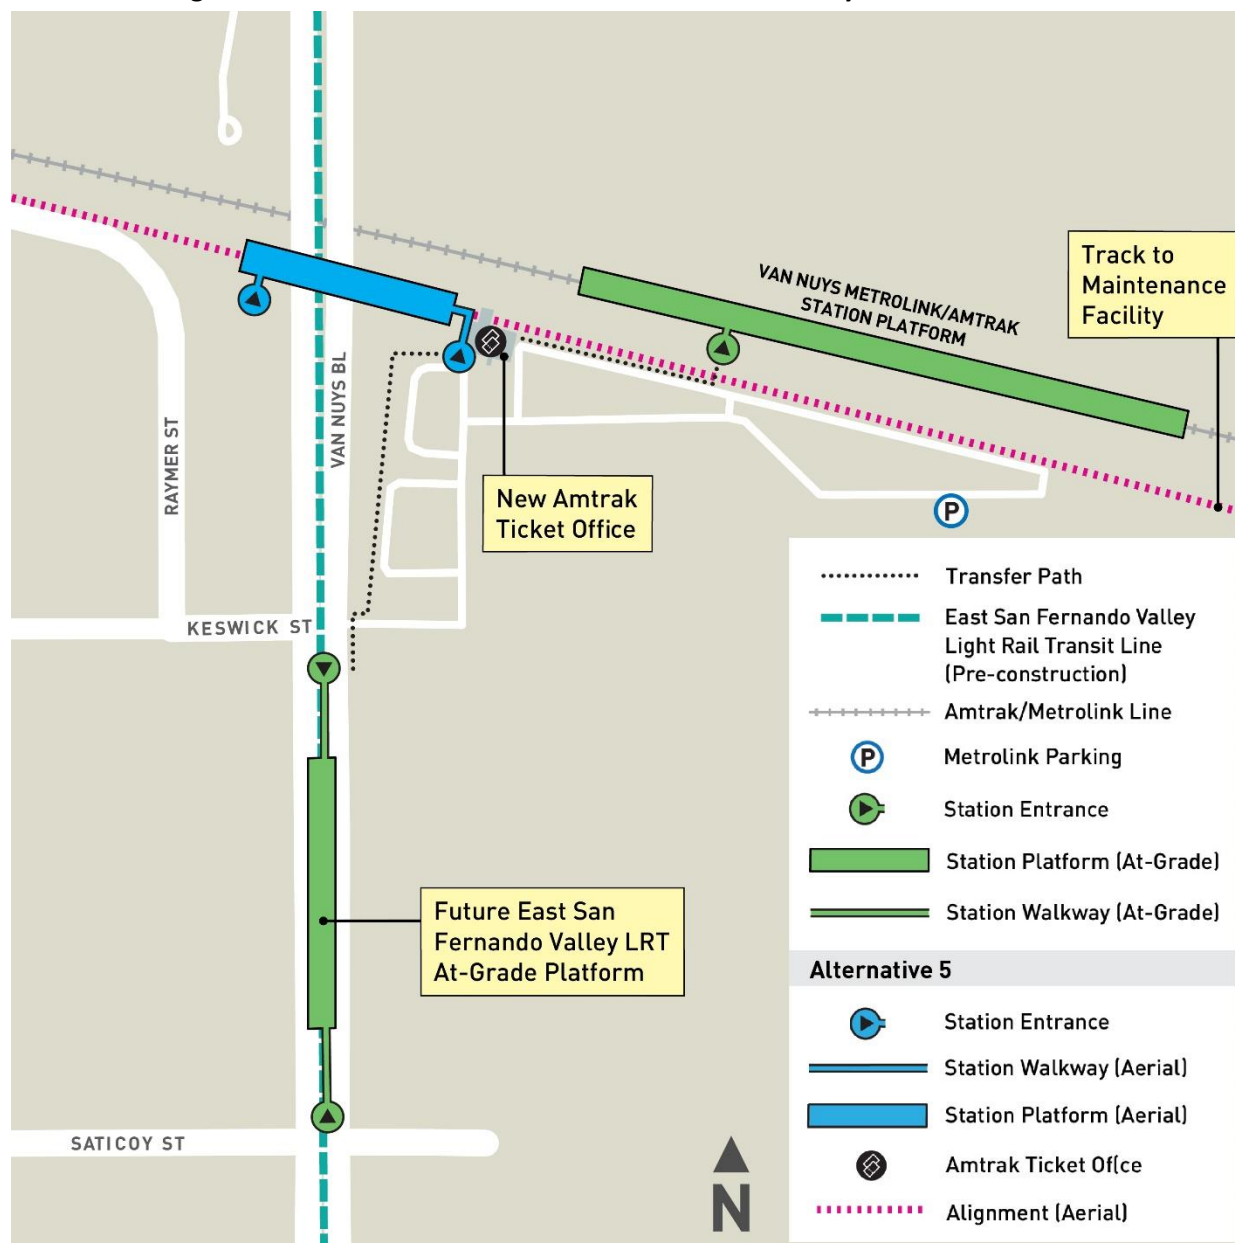 Track to
Maintenance
Facility
VAN NUYS METROLINK/AMTRAK
STATION PLATFORM
VAN NUYS BL
RAYMER ST
New Amtrak
Ticket Office
P
KESWICK ST
Future East San
Fernando Valley LRT
At-Grade Platform
SATICOY ST
N
Transfer Path
East San Fernando Valley
Light Rail Transit Line
(Pre-construction)
Amtrak/Metrolink Line
P
Metrolink Parking
Station Entrance
Station Platform (At-Grade)
Station Walkway (At-Grade)
Alternative 5
Station Entrance
Station Walkway (Aerial)
Station Platform (Aerial)
Amtrak Ticket Of(ce
Alignment (Aerial)